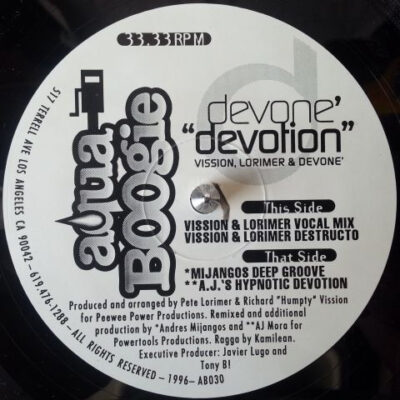 33.33 RPM
aqua
Boogie
devone'
"devotion"
VISSION, LORIMER & DEVONE'
This Side
VISSION & LORIMER VOCAL MIX
VISSION & LORIMER DESTRUCTO
That Side
*MIJANGOS DEEP GROOVE
**A.J.'S HYPNOTIC DEVOTION
Produced and arranged by Pete Lorimer & Richard "Humpty" Vission
for Peewee Power Productions. Remixed and additional
production by *Andres Mijangos and **AJ Mora for
Powertools Productions. Ragga by Kamilean.
Executive Producer: Javier Lugo and
Tony B!
517 TERRELL AVE LOS ANGELES CA 90042–619.476.1288–ALL RIGHTS RESERVED–1996–AB030